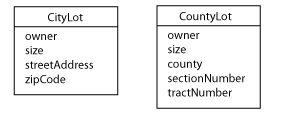 CityLot
owner
size
streetAddress
zipCode
CountyLot
owner
size
county
sectionNumber
tractNumber